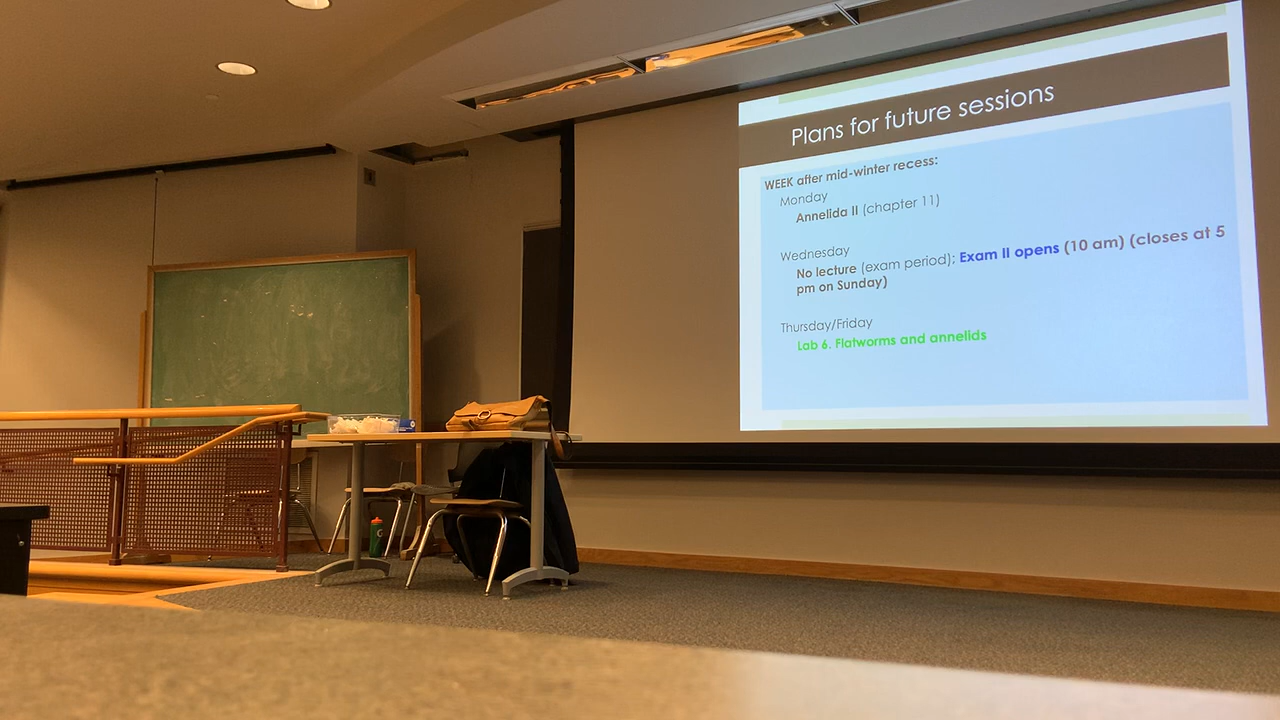 Plans for future sessions
WEEK after mid-winter recess:
Monday
Annelida II (chapter 11)
Wednesday
No lecture (exam period); Exam II opens (10 am) (closes at 5
pm on Sunday)
Thursday/Friday
Lab 6. Flatworms and annelids